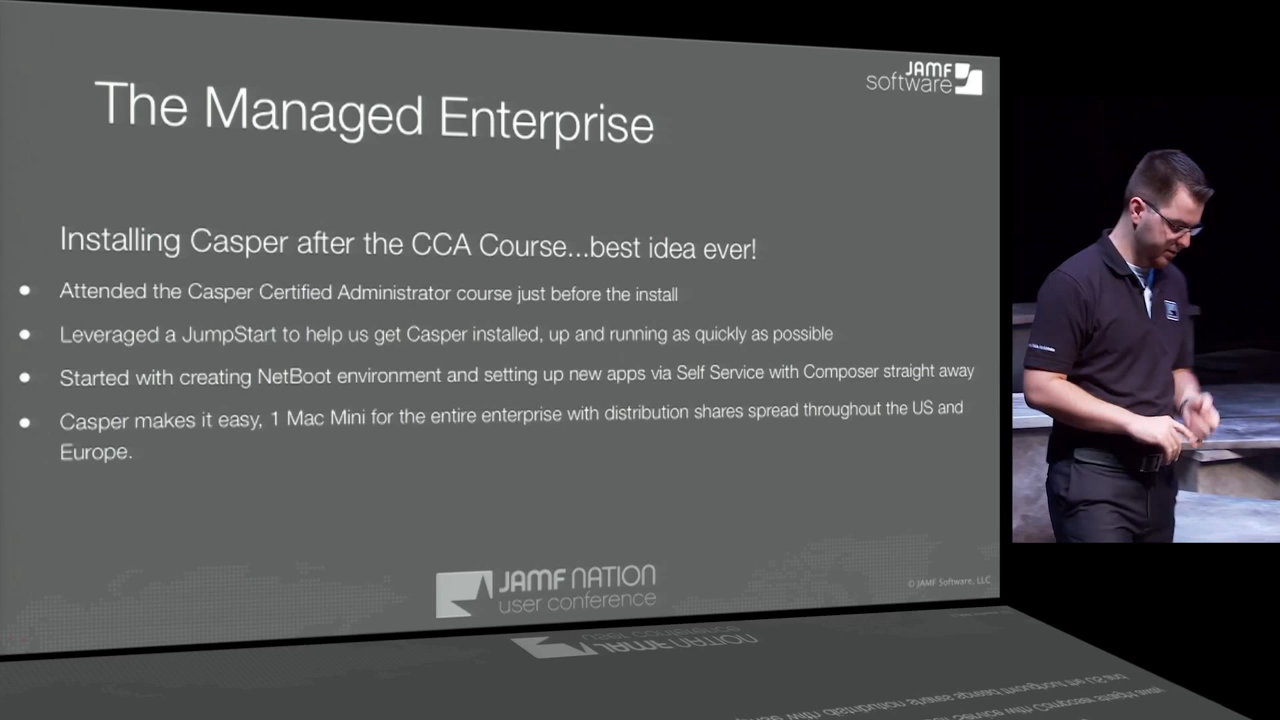 JAMF
software
The Managed Enterprise
Installing Casper after the CCA Course...best idea ever!
Attended the Casper Certified Administrator course just before the install
Leveraged a JumpStart to help us get Casper installed, up and running as quickly as possible
Started with creating NetBoot environment and setting up new apps via Self Service with Composer straight away
Casper makes it easy, 1 Mac Mini for the entire enterprise with distribution shares spread throughout the US and
Europe.
JAMF NATION
user conference
© JAMF Software, LLC